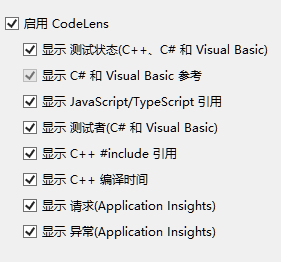 启用 CodeLens
显示 测试状态(C++、C# 和 Visual Basic)
显示 C# 和 Visual Basic 参考
显示 JavaScript/TypeScript 引用
显示 测试者(C# 和 Visual Basic)
显示 C++ #include 引用
显示 C++ 编译时间
显示 请求(Application Insights)
显示 异常(Application Insights)